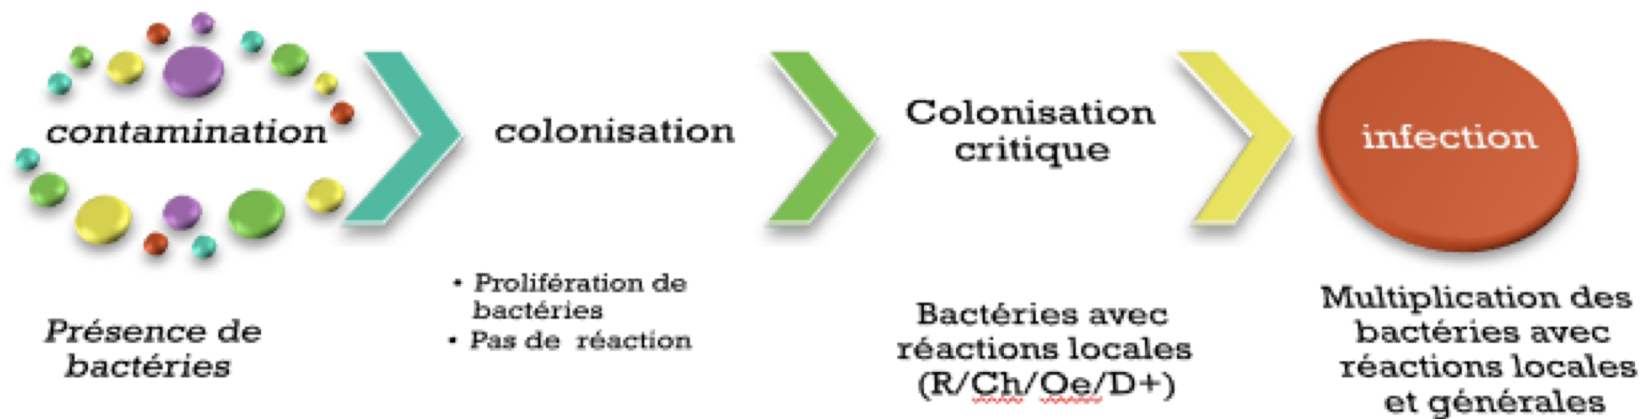 contamination
Présence de
bactéries
colonisation
• Prolifération de
bactéries
• Pas de réaction
Colonisation
critique
Bactéries avec
réactions locales
(R/Ch/Oe/D+)
infection
Multiplication des
bactéries avec
réactions locales
et générales